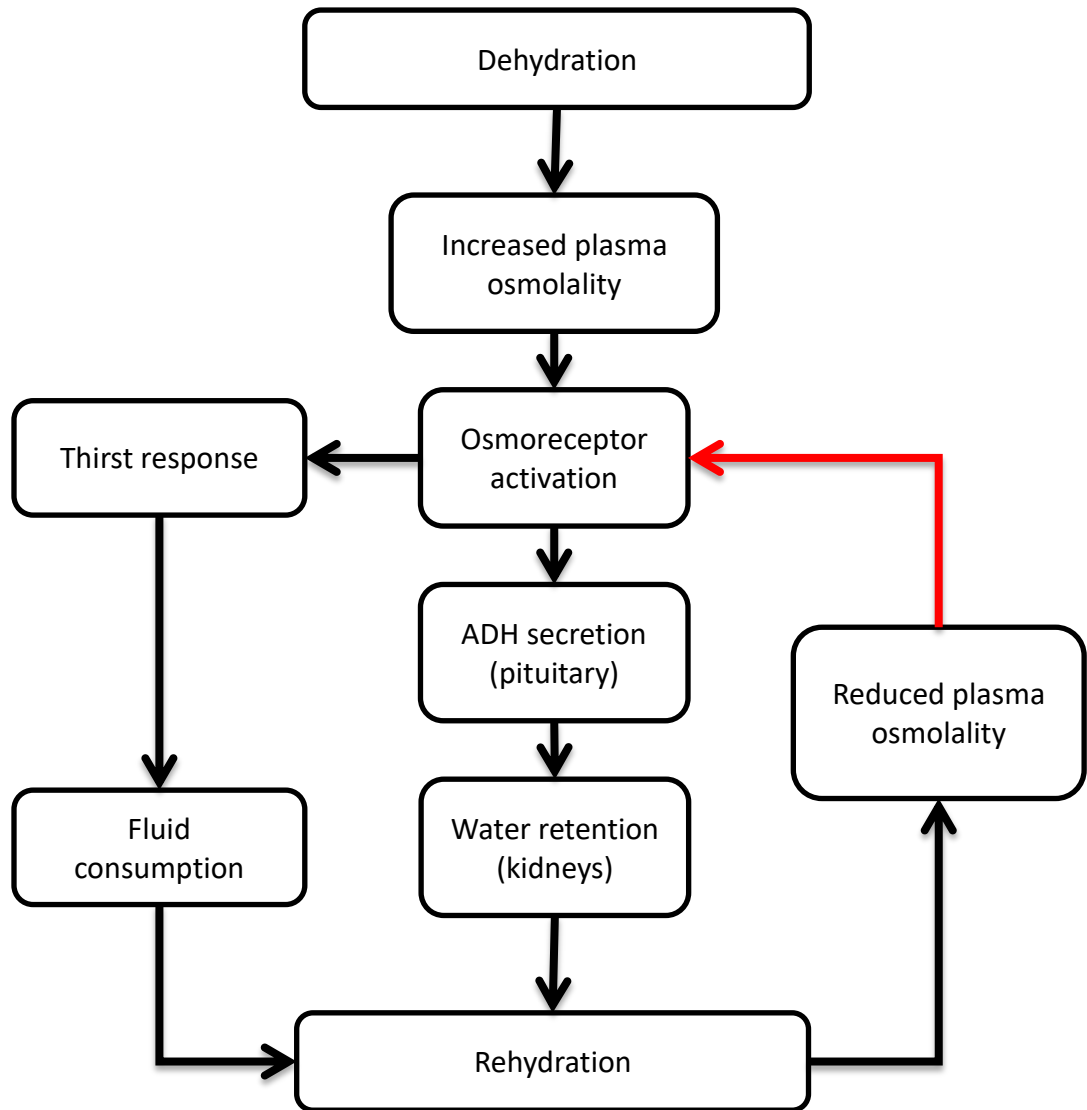 Dehydration
Increased plasma
osmolality
Thirst response
Osmoreceptor
activation
ADH secretion
(pituitary)
Reduced plasma
osmolality
Fluid
consumption
Water retention
(kidneys)
Rehydration